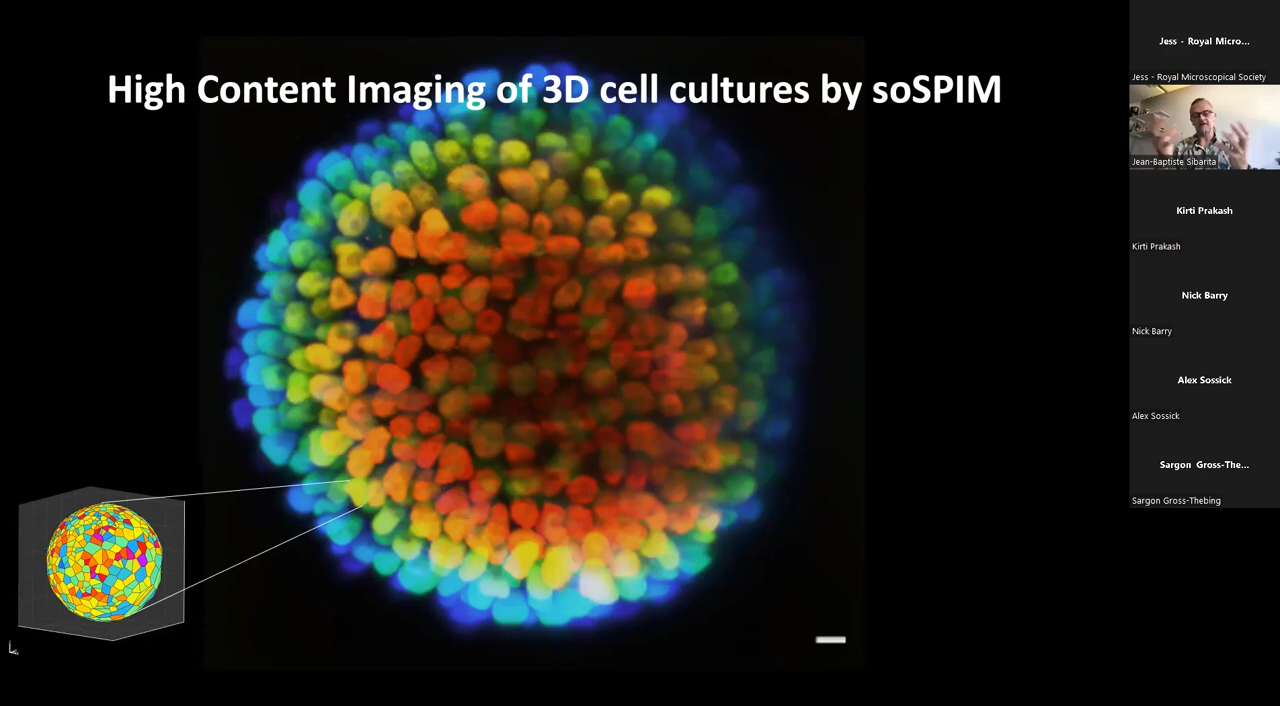 High Content Imaging of 3D cell cultures by soSPIM
Jess - Royal Micro...
Jess - Royal Microscopical Society
Jean-Baptiste Sibarita
Kirti Prakash
Kirti Prakash
Nick Barry
Nick Barry
Alex Sossick
Alex Sossick
Sargon Gross-The...
Sargon Gross-Thebing